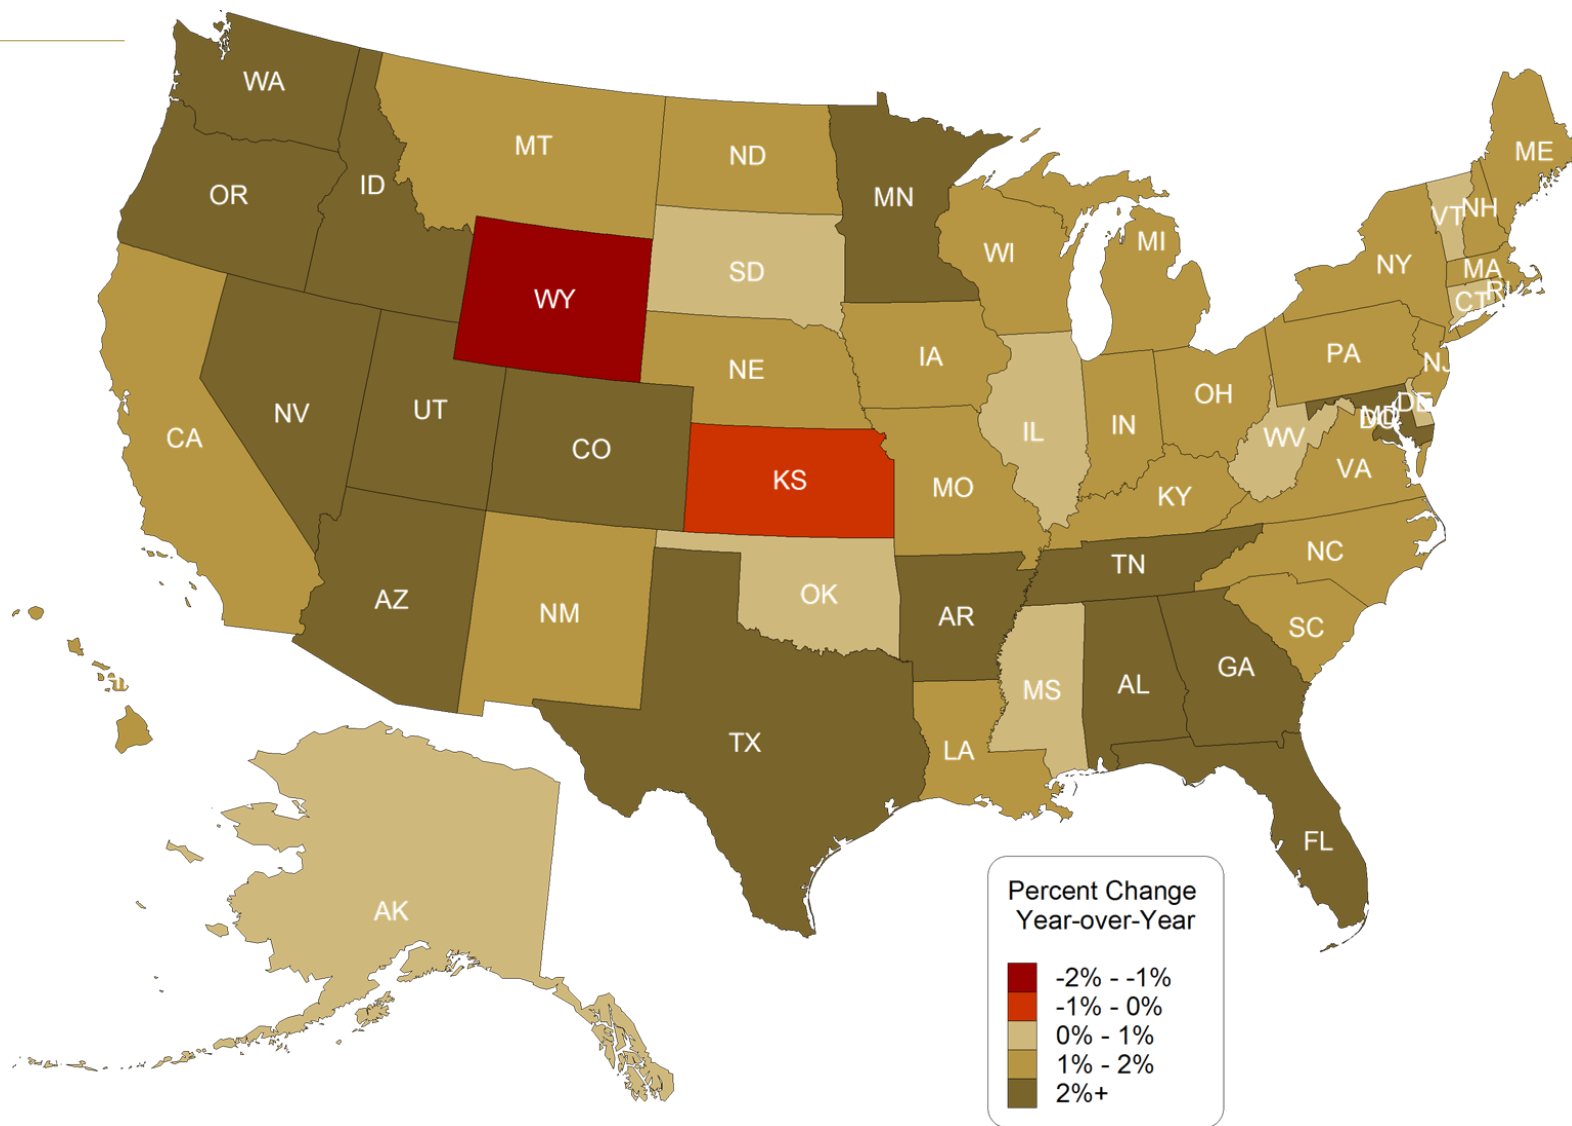 WA
MT
ND
ME
OR
ID
MN
VT
NH
WI
MI
NY
SD
MA
WY
CT
RI
IA
PA
NE
NJ
NV
UT
OH
MD
DC
DE
CA
CO
IL
IN
WV
KS
MO
VA
KY
NC
TN
AZ
NM
OK
AR
SC
MS
AL
GA
TX
LA
FL
AK
Percent Change
Year-over-Year
-2% - -1%
-1% - 0%
0% - 1%
1% - 2%
2%+